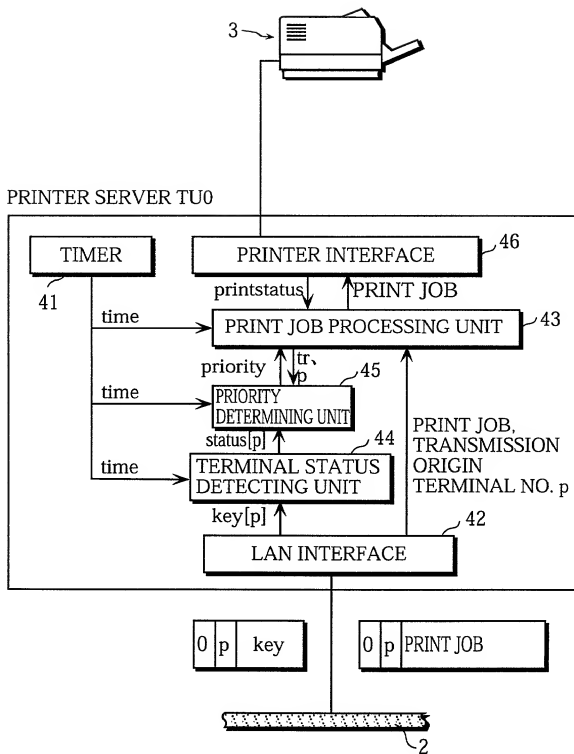 3
PRINTER SERVER TU0
TIMER
41
PRINTER INTERFACE
46
printstatus
PRINT JOB
time
PRINT JOB PROCESSING UNIT
43
priority
tr、
p
45
time
PRIORITY
DETERMINING UNIT
status[p]
44
PRINT JOB,
TRANSMISSION
ORIGIN
TERMINAL NO. p
time
TERMINAL STATUS
DETECTING UNIT
key[p]
42
LAN INTERFACE
0 p key
0 p PRINT JOB
2